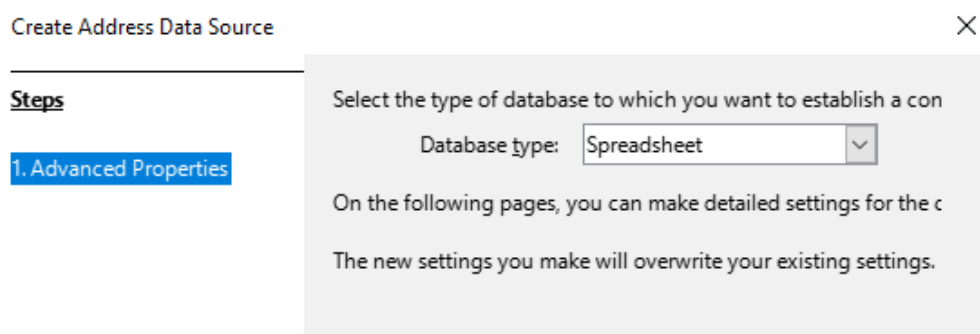 Create Address Data Source
Steps
Select the type of database to which you want to establish a con
Database type: Spreadsheet
1. Advanced Properties
On the following pages, you can make detailed settings for the c
The new settings you make will overwrite your existing settings.